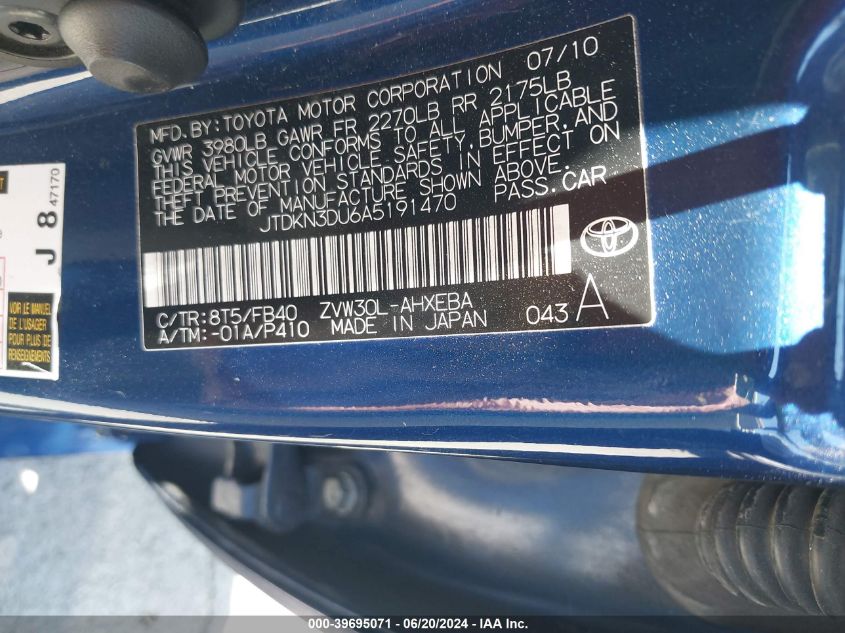 MFD. BY: TOYOTA MOTOR CORPORATION 07/10
GVWR 3980LB GAWR FR 2270LB RR 2175LB
THIS VEHICLE CONFORMS TO ALL APPLICABLE
FEDERAL MOTOR VEHICLE SAFETY, BUMPER, AND
THEFT PREVENTION STANDARDS IN EFFECT ON
THE DATE OF MANUFACTURE SHOWN ABOVE.
JTDKN3DU6A5191470 PASS. CAR
C/TR: 8T5/FB40 ZVW30L-AHXEBA
A/TM: -01A/P410 MADE IN JAPAN 043 A
J 8 47170
VOIR LE MANUEL
DE L'USAGER
POUR PLUS DE
RENSEIGNEMENTS
000-39695071 - 06/20/2024 - IAAI.COM.